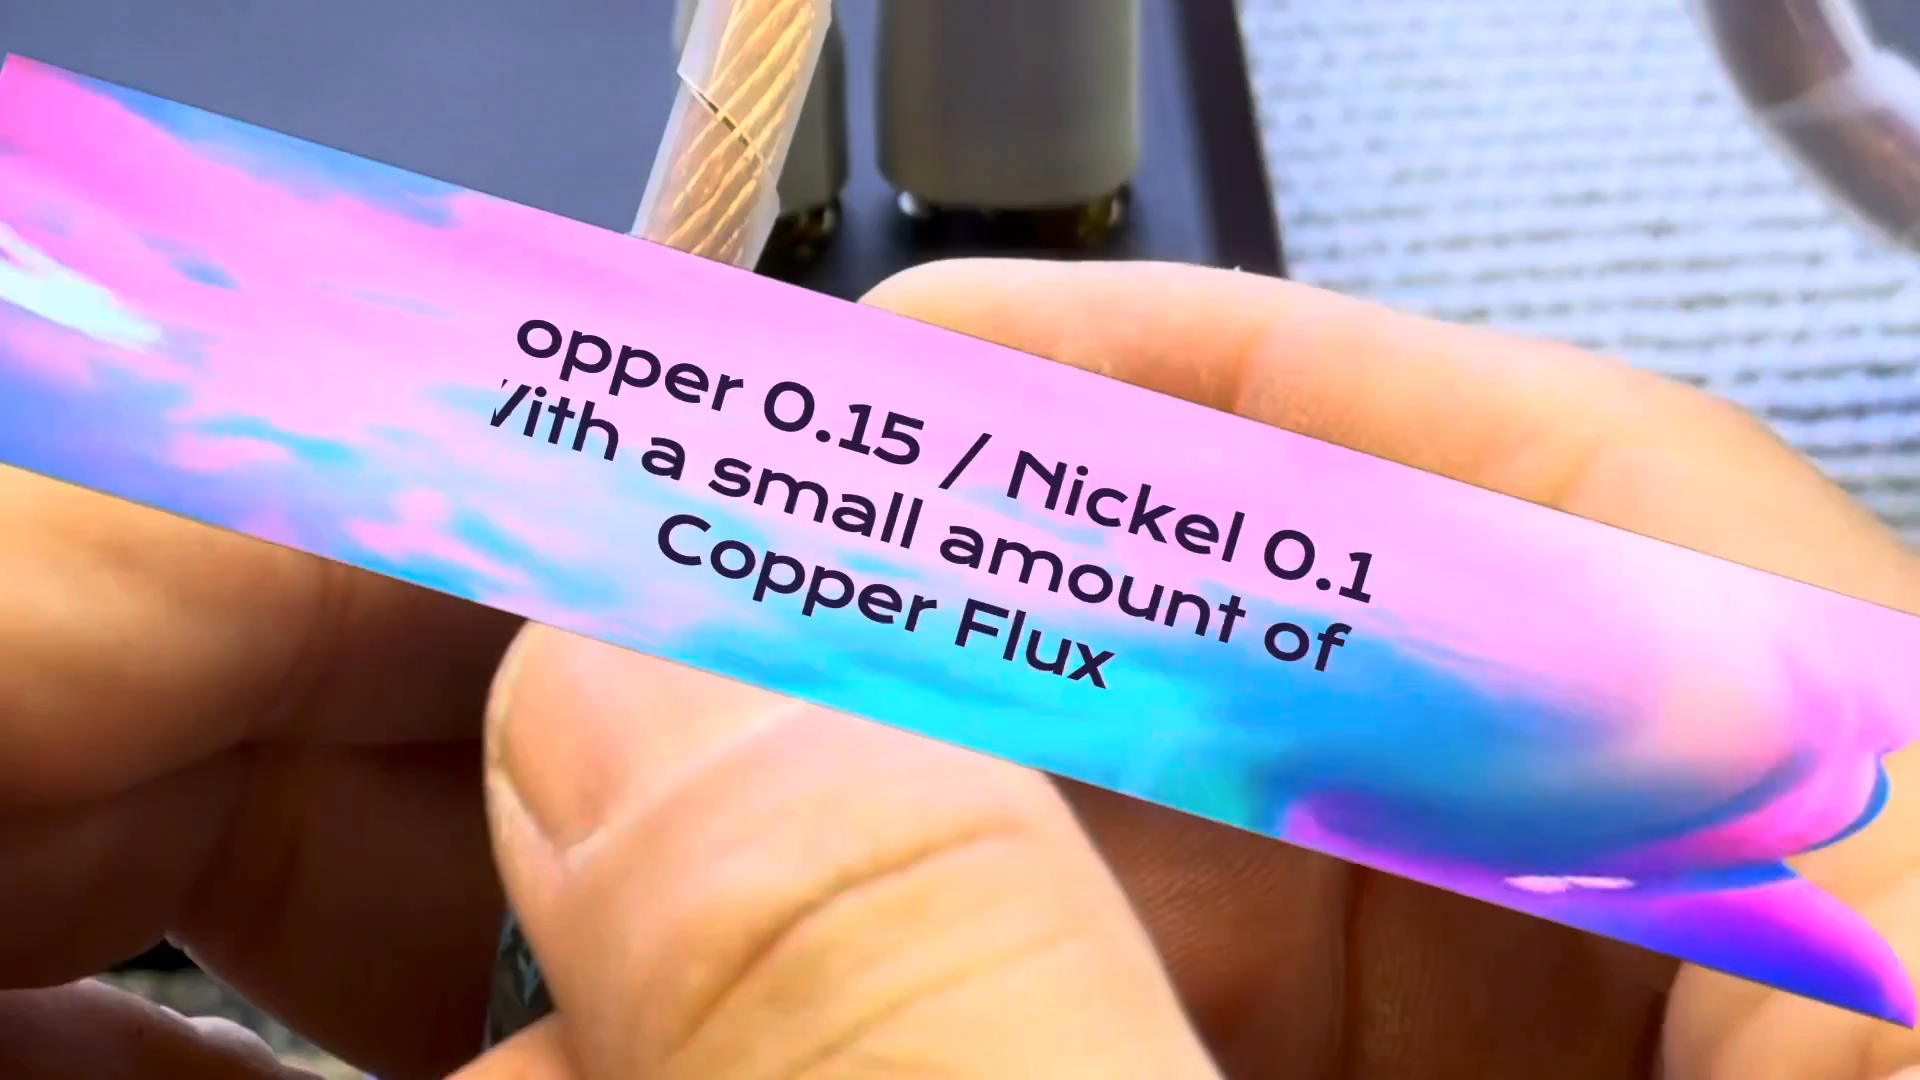 opper 0.15 / Nickel 0.1
With a small amount of
Copper Flux